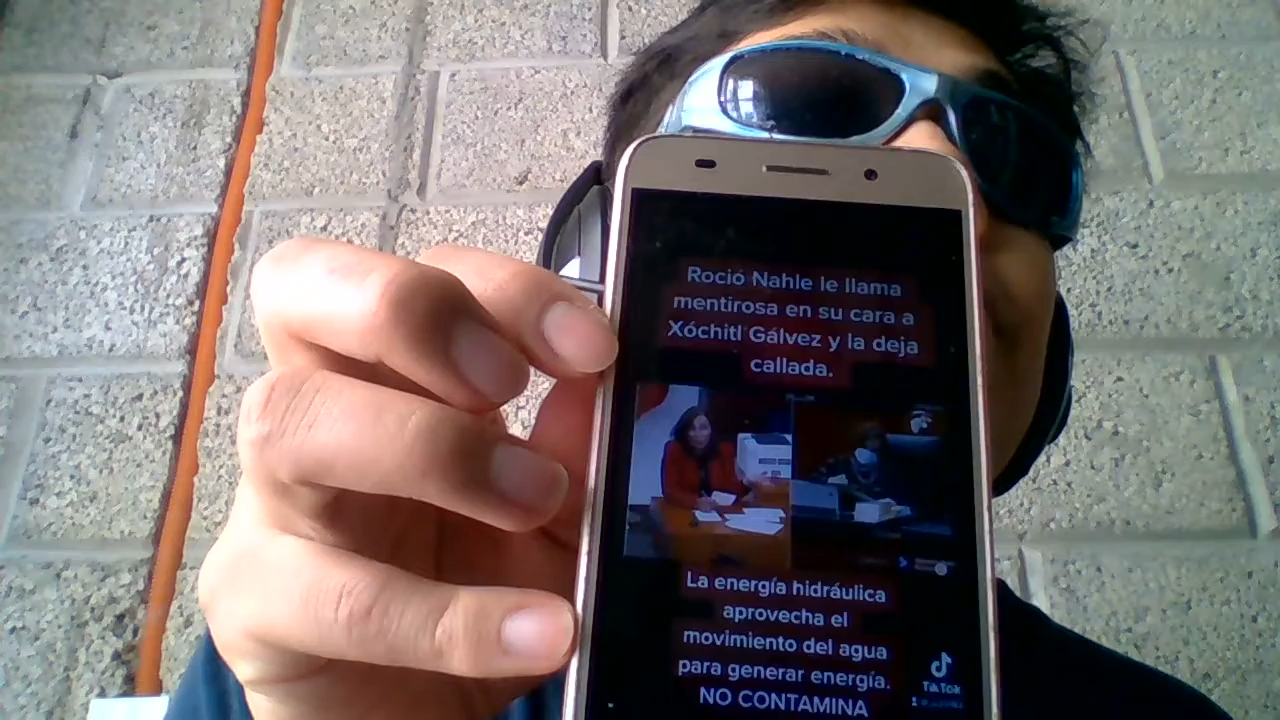 Roció Nahle le llama
mentirosa en su cara a
Xóchitl Gálvez y la deja
callada.
La energía hidráulica
aprovecha el
movimiento del agua
para generar energía.
NO CONTAMINA
TikTok